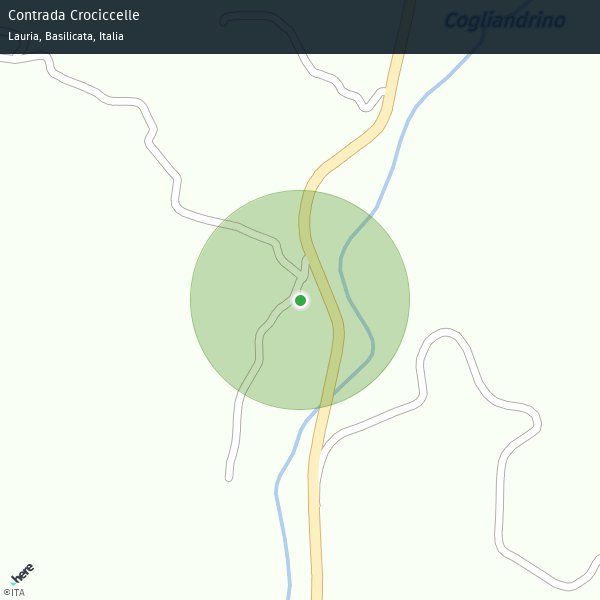 Contrada Crociccelle
Lauria, Basilicata, Italia
Cogliandrino
here
©ITA